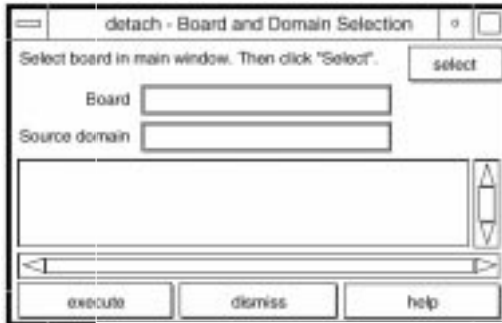 detach - Board and Domain Selection
Select board in main window. Then click "Select".
select
Board
Source domain
execute
dismiss
help